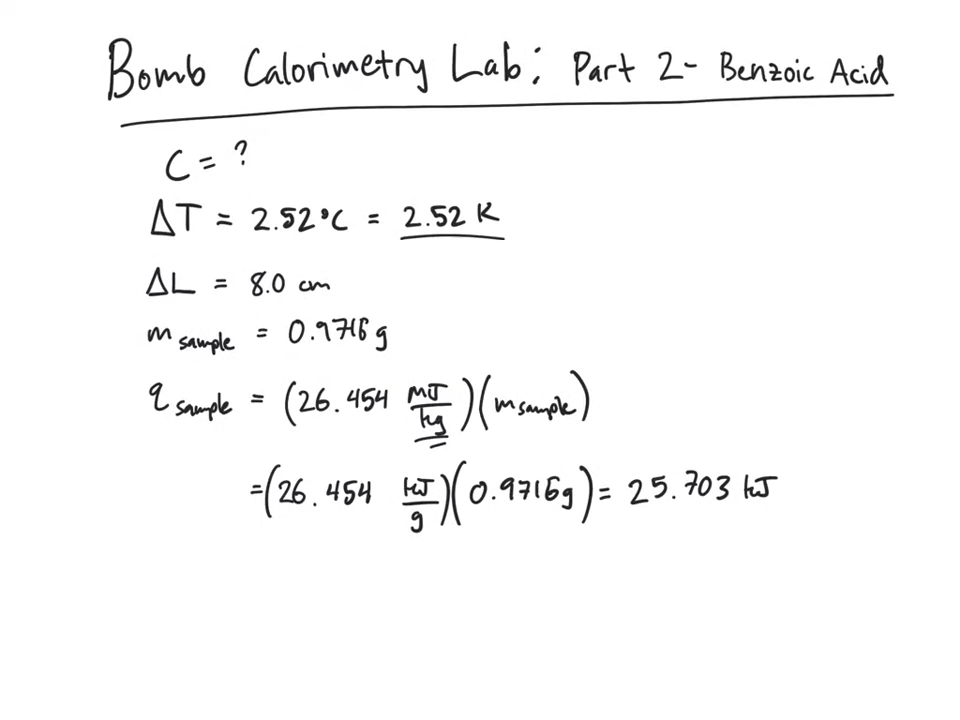 Bomb Calorimetry Lab: Part 2- Benzoic Acid
C = ?
ΔT = 2.52°C = 2.52 K
ΔL = 8.0 cm
m sample = 0.9716 g
q sample = (26.454 MJ/kg)(m sample)
=(26.454 kJ/g)(0.9716g) = 25.703 kJ